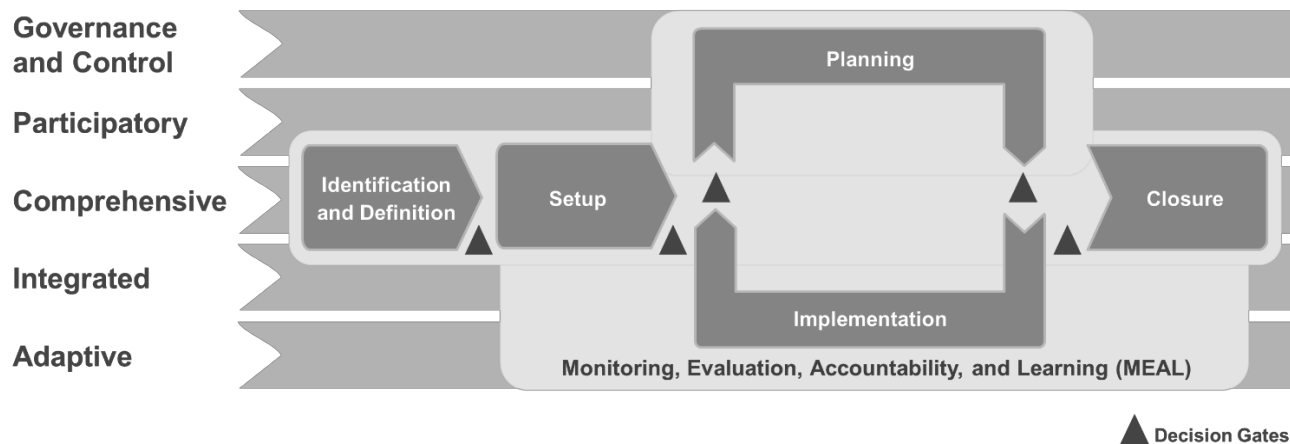 Governance
and Control
Participatory
Comprehensive
Integrated
Adaptive
Planning
Identification
and Definition
Setup
Closure
Implementation
Monitoring, Evaluation, Accountability, and Learning (MEAL)
Decision Gates